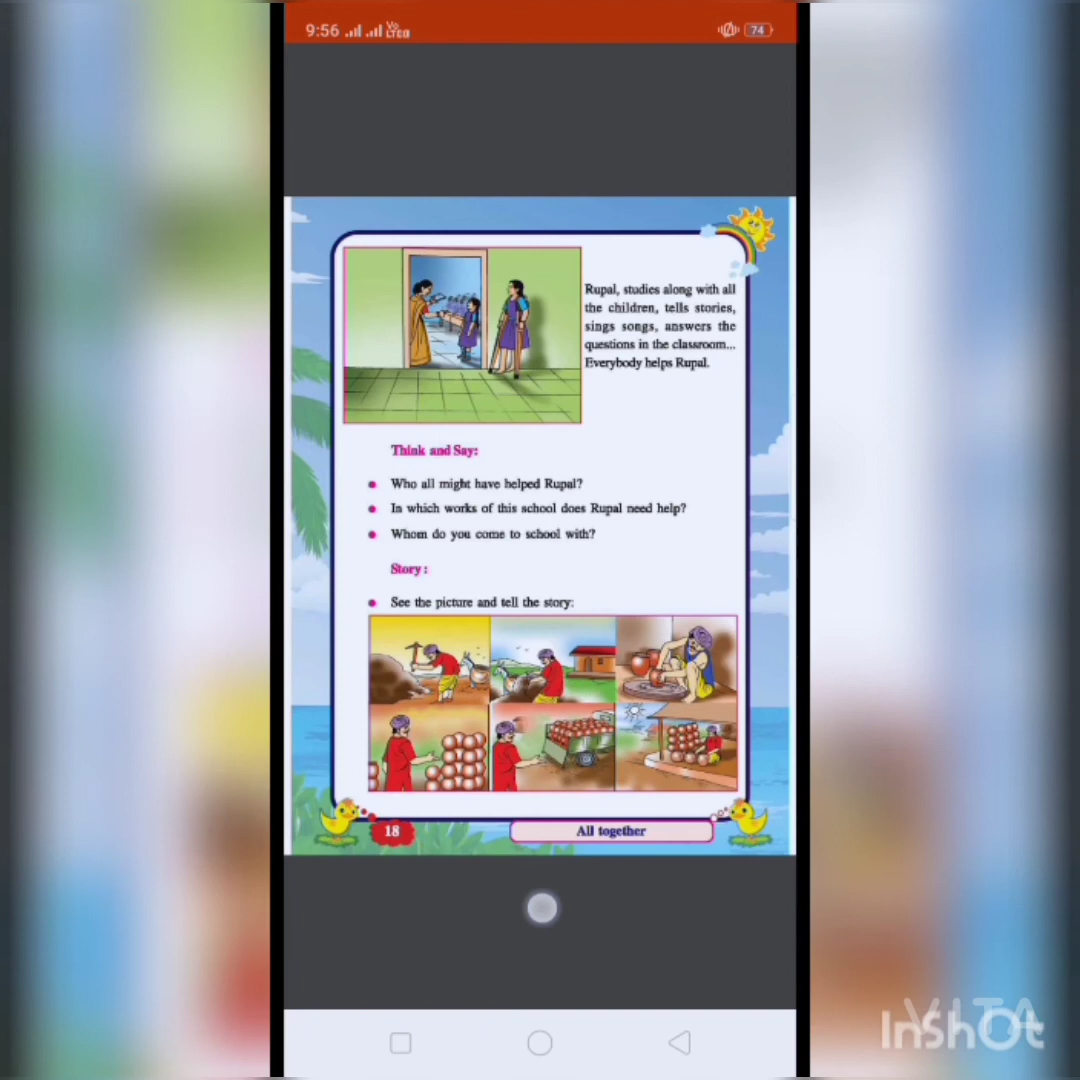 9:56
Vo
LTE
74
Rupal, studies along with all
the children, tells stories,
sings songs, answers the
questions in the classroom...
Everybody helps Rupal.
Think and Say:
Who all might have helped Rupal?
In which works of this school does Rupal need help?
Whom do you come to school with?
Story :
See the picture and tell the story:
18
All together
VITA
InShOt